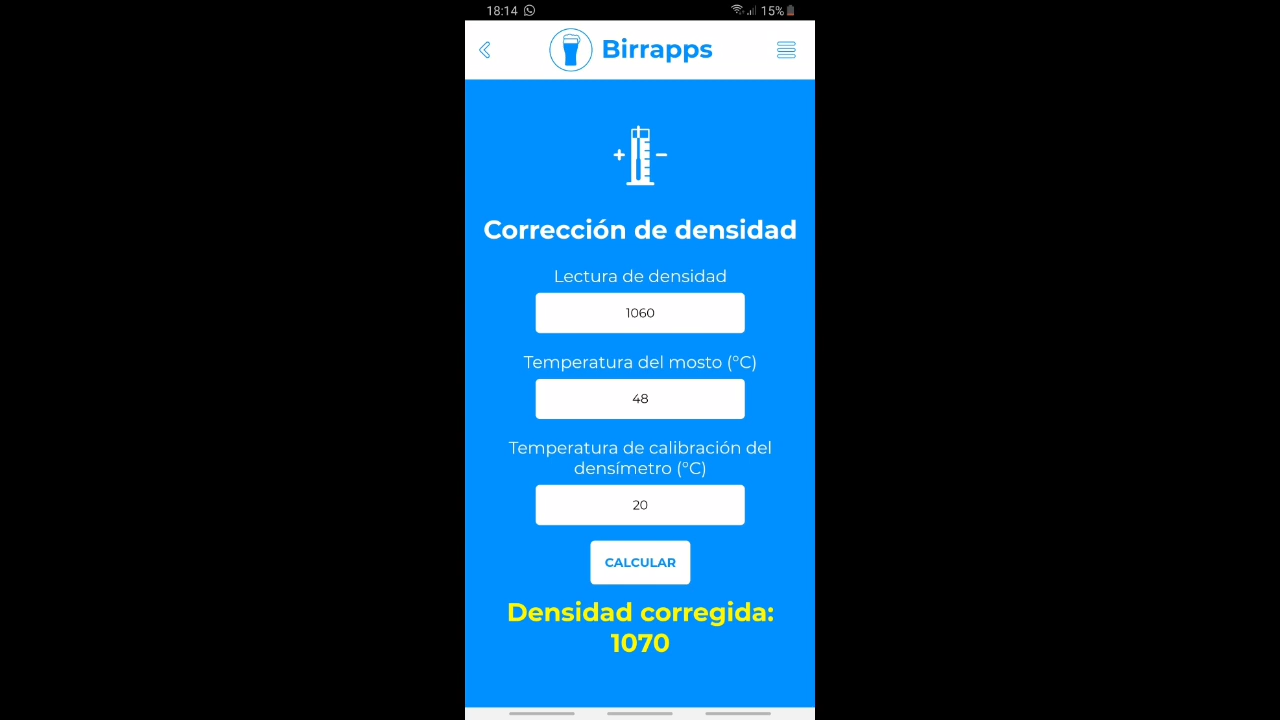 18:14
15%
Birrapps
+ -
Corrección de densidad
Lectura de densidad
1060
Temperatura del mosto (°C)
48
Temperatura de calibración del
densímetro (°C)
20
CALCULAR
Densidad corregida:
1070